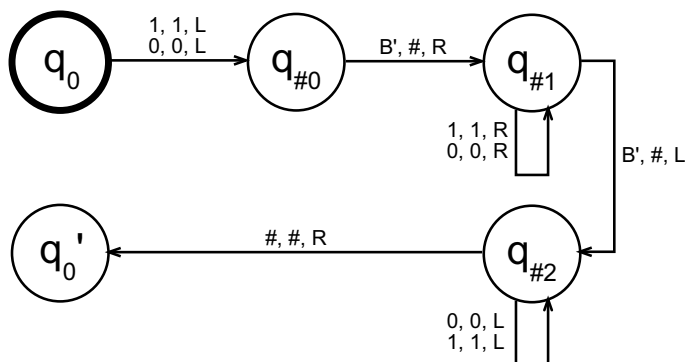 1, 1, L
0, 0, L
q0
q#0
B', #, R
q#1
1, 1, R
0, 0, R
B', #, L
q0'
#, #, R
q#2
0, 0, L
1, 1, L